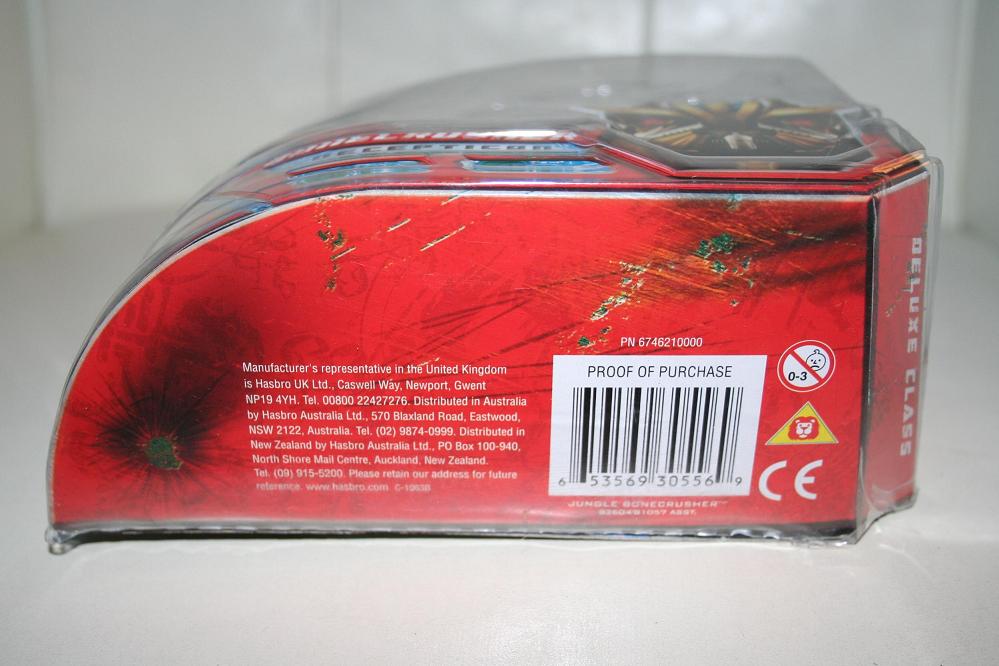 DECEPTICON
DELUXE CLASS
Manufacturer's representative in the United Kingdom
is Hasbro UK Ltd., Caswell Way, Newport, Gwent
NP19 4YH. Tel. 00800 22427276. Distributed in Australia
by Hasbro Australia Ltd., 570 Blaxland Road, Eastwood,
NSW 2122, Australia. Tel. (02) 9874-0999. Distributed in
New Zealand by Hasbro Australia Ltd., PO Box 100-940,
North Shore Mail Centre, Auckland, New Zealand.
Tel. (09) 915-5200. Please retain our address for future
reference. www.hasbro.com
PN 6746210000
PROOF OF PURCHASE
6 53569 30556 9
JUNGLE BONECRUSHER™
ASST.
0-3
CE